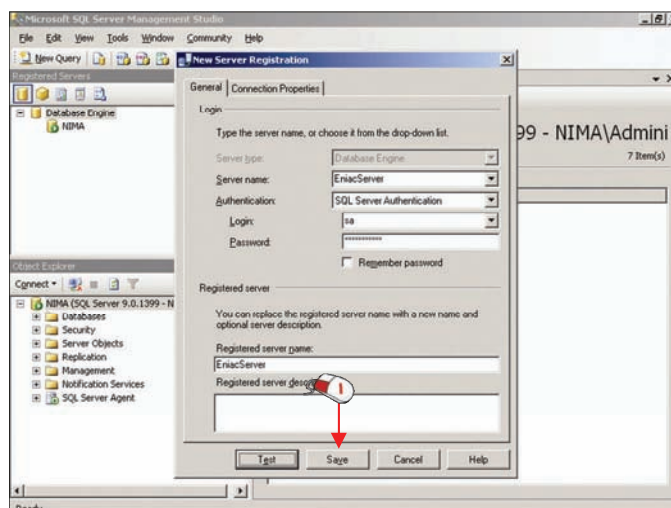 Microsoft SQL Server Management Studio
File Edit View Tools Window Community Help
New Query
Registered Servers
Database Engine
NIMA
Object Explorer
Connect
NIMA (SQL Server 9.0.1399 - N
Databases
Security
Server Objects
Replication
Management
Notification Services
SQL Server Agent
New Server Registration
General Connection Properties
Login
Type the server name, or choose it from the drop-down list.
Server type: Database Engine
Server name: EniacServer
Authentication: SQL Server Authentication
Login: sa
Password: ***********
Remember password
Registered server
You can replace the registered server name with a new name and
optional server description.
Registered server name:
EniacServer
Registered server
1
Test Save Cancel Help
99 - NIMA\Admini
7 Item(s)